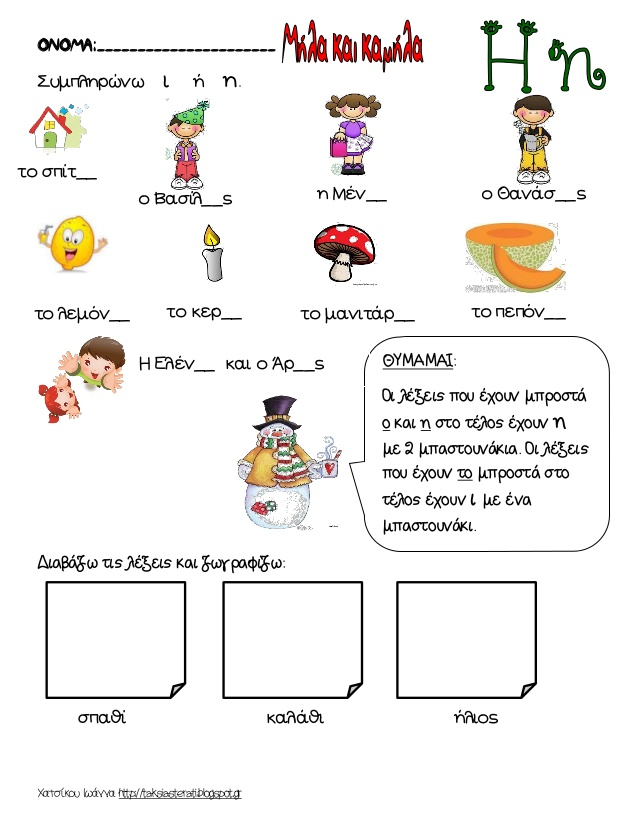 ΟΝΟΜΑ:______________________ Μήλα και καμήλα Η η
Συμπληρώνω ι ή η.
το σπίτ__
ο Βασίλ__ς
η Μέν__
ο Θανάσ__ς
το λεμόν__
το κερ__
το μανιτάρ__
το πεπόν__
Η Ελέν__ και ο Άρ__ς
ΘΥΜΑΜΑΙ:
Οι λέξεις που έχουν μπροστά
ο και η στο τέλος έχουν η
με 2 μπαστουνάκια. Οι λέξεις
που έχουν το μπροστά στο
τέλος έχουν ι με ένα
μπαστουνάκι.
Διαβάζω τις λέξεις και ζωγραφίζω:
σπαθί
καλάθι
ήλιος
Χατσίκου Ιωάννα http://taksiasterati.blogspot.gr